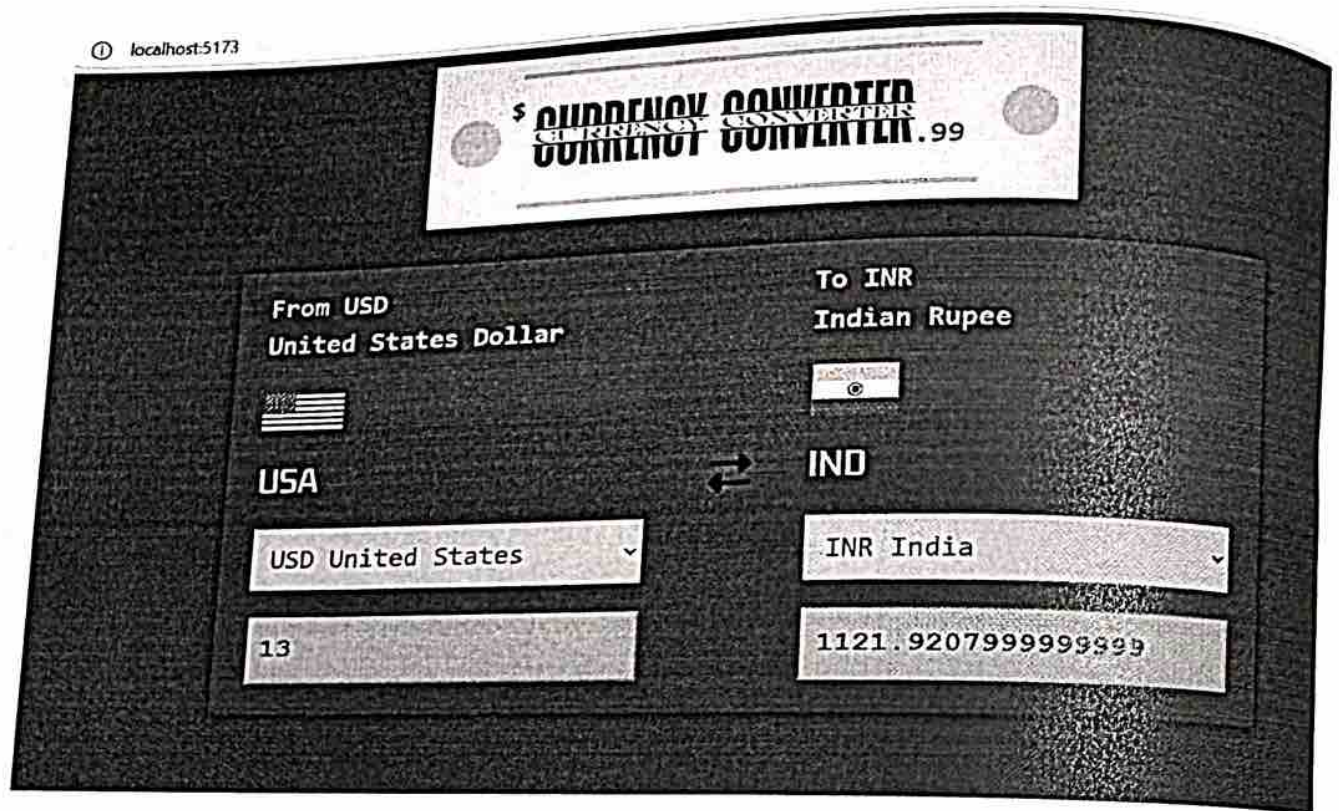 localhost:5173
$ CURRENCY CONVERTER.99
CURRENCY CONVERTER
From USD
United States Dollar
To INR
Indian Rupee
USA
IND
USD United States
INR India
13
1121.9207999999999